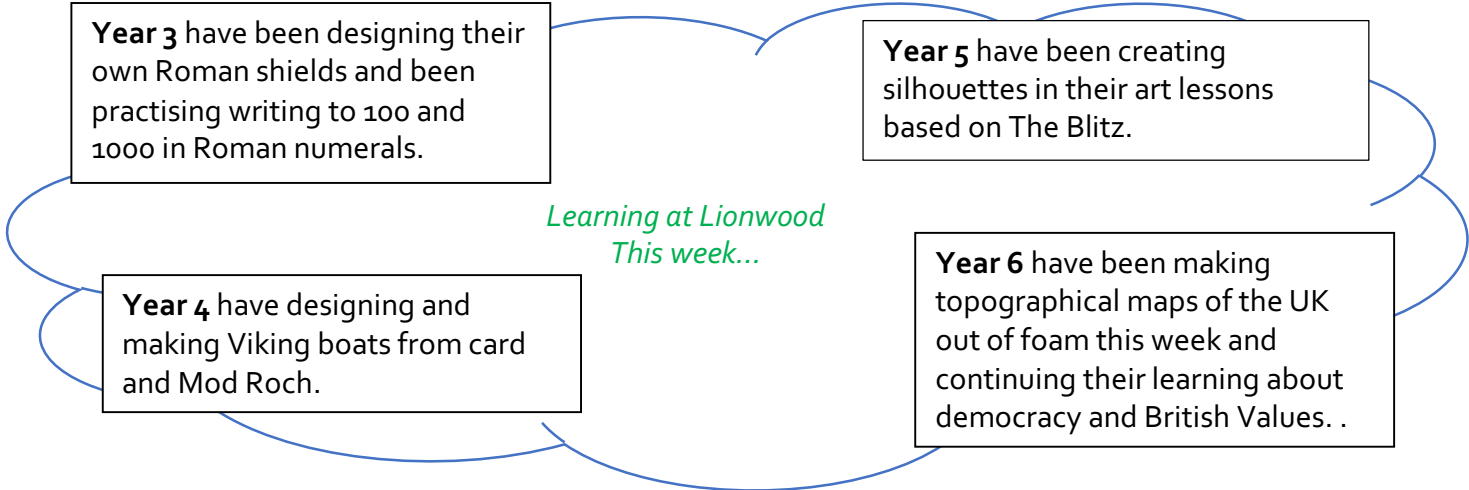 Year 3 have been designing their
own Roman shields and been
practising writing to 100 and
1000 in Roman numerals.
Year 5 have been creating
silhouettes in their art lessons
based on The Blitz.
Learning at Lionwood
This week...
Year 4 have designing and
making Viking boats from card
and Mod Roch.
Year 6 have been making
topographical maps of the UK
out of foam this week and
continuing their learning about
democracy and British Values. .